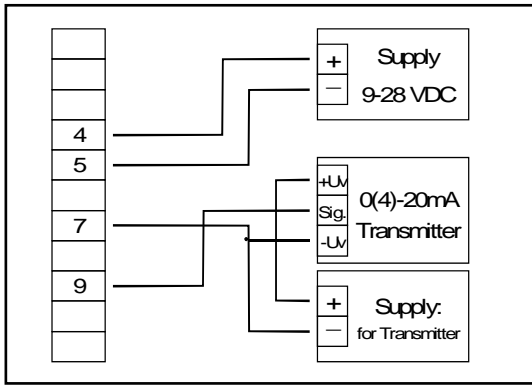 4
5
7
9
+
−
Supply
9-28 VDC
+Uv
Sig.
-Uv
0(4)-20mA
Transmitter
+
−
Supply:
for Transmitter